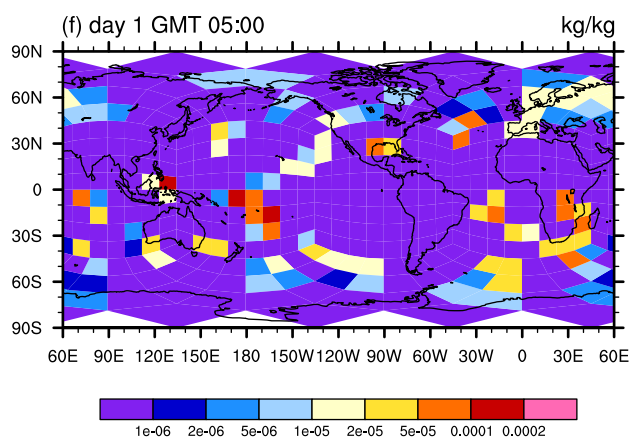 (f) day 1 GMT 05:00 kg/kg
90N
60N
30N
0
30S
60S
90S
60E 90E 120E 150E 180 150W 120W 90W 60W 30W 0 30E 60E
1e-06 2e-06 5e-06 1e-05 2e-05 5e-05 0.0001 0.0002